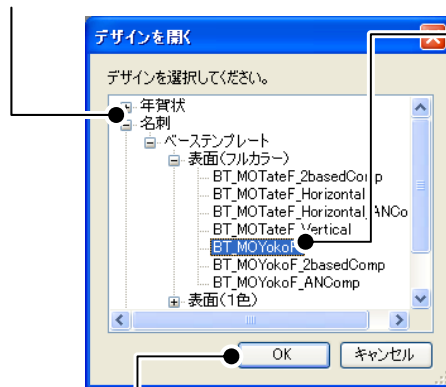 デザインを開く
デザインを選択してください。
年賀状
名刺
ベーステンプレート
表面(フルカラー)
BT_MOTateF_2basedComp
BT_MOTateF_Horizontal
BT_MOTateF_Horizontal_ANCo
BT_MOTateF_Vertical
BT_MOYokoF
BT_MOYokoF_2basedComp
BT_MOYokoF_ANComp
表面(1色)
OK キャンセル